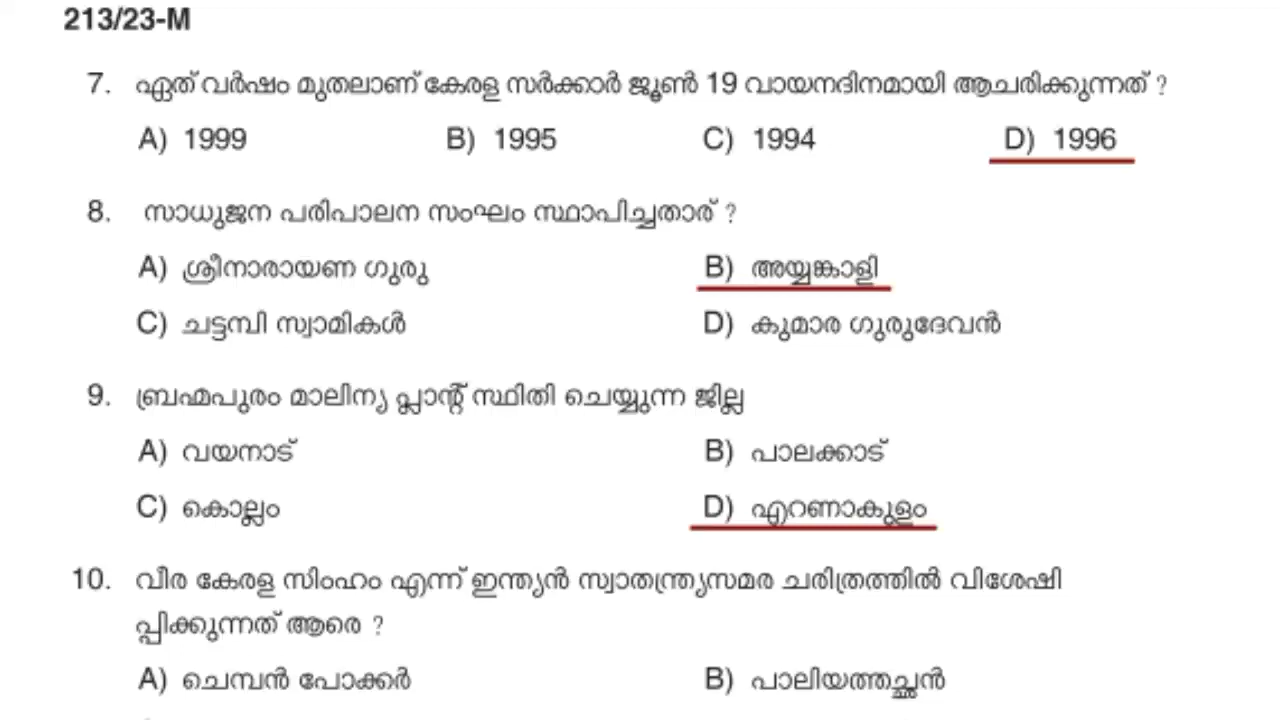 213/23-M
7. ഏത് വർഷം മുതലാണ് കേരള സർക്കാർ ജൂൺ 19 വായനദിനമായി ആചരിക്കുന്നത് ?
A) 1999 B) 1995 C) 1994 D) 1996
8. സാധുജന പരിപാലന സംഘം സ്ഥാപിച്ചതാര് ?
A) ശ്രീനാരായണ ഗുരു B) അയ്യങ്കാളി
C) ചട്ടമ്പി സ്വാമികൾ D) കുമാര ഗുരുദേവൻ
9. ബ്രഹ്മപുരം മാലിന്യ പ്ലാന്റ് സ്ഥിതി ചെയ്യുന്ന ജില്ല
A) വയനാട് B) പാലക്കാട്
C) കൊല്ലം D) എറണാകുളം
10. വീര കേരള സിംഹം എന്ന് ഇന്ത്യൻ സ്വാതന്ത്ര്യസമര ചരിത്രത്തിൽ വിശേഷി
പ്പിക്കുന്നത് ആരെ ?
A) ചെമ്പൻ പോക്കർ B) പാലിയത്തച്ഛൻ